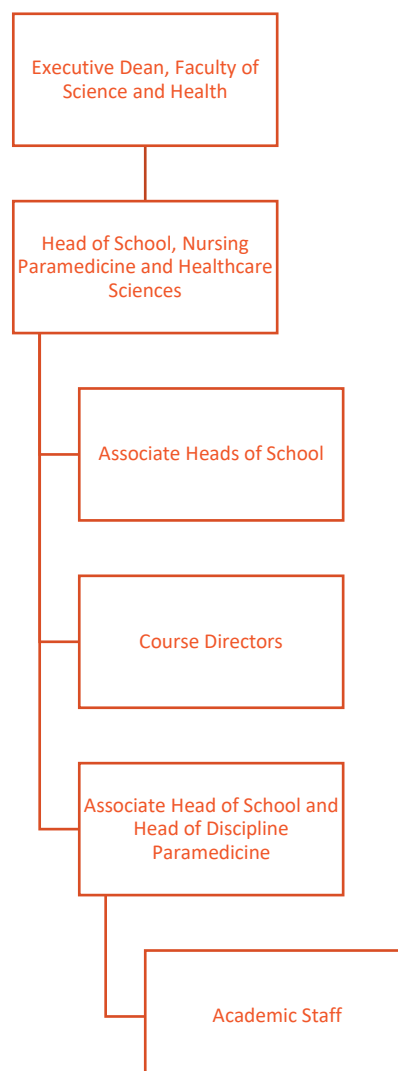 Executive Dean, Faculty of
Science and Health
Head of School, Nursing
Paramedicine and Healthcare
Sciences
Associate Heads of School
Course Directors
Associate Head of School and
Head of Discipline
Paramedicine
Academic Staff